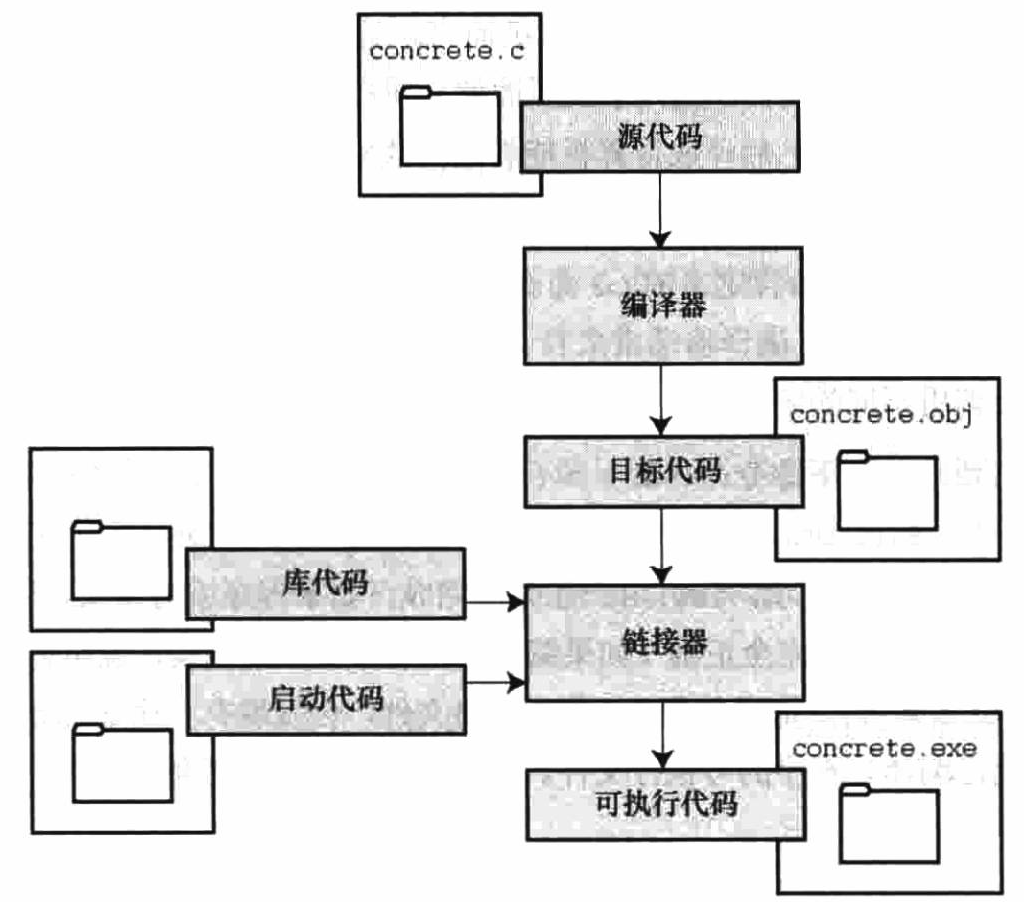 concrete.c
源代码
编译器
concrete.obj
目标代码
库代码
链接器
启动代码
concrete.exe
可执行代码